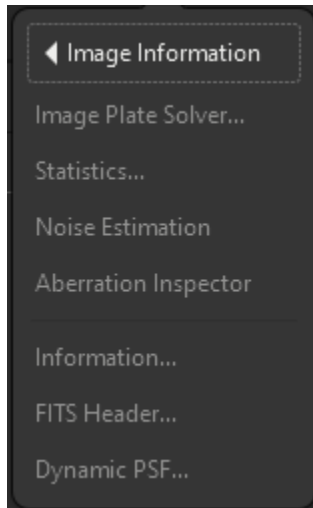 Image Information
Image Plate Solver...
Statistics...
Noise Estimation
Aberration Inspector
Information...
FITS Header...
Dynamic PSF...